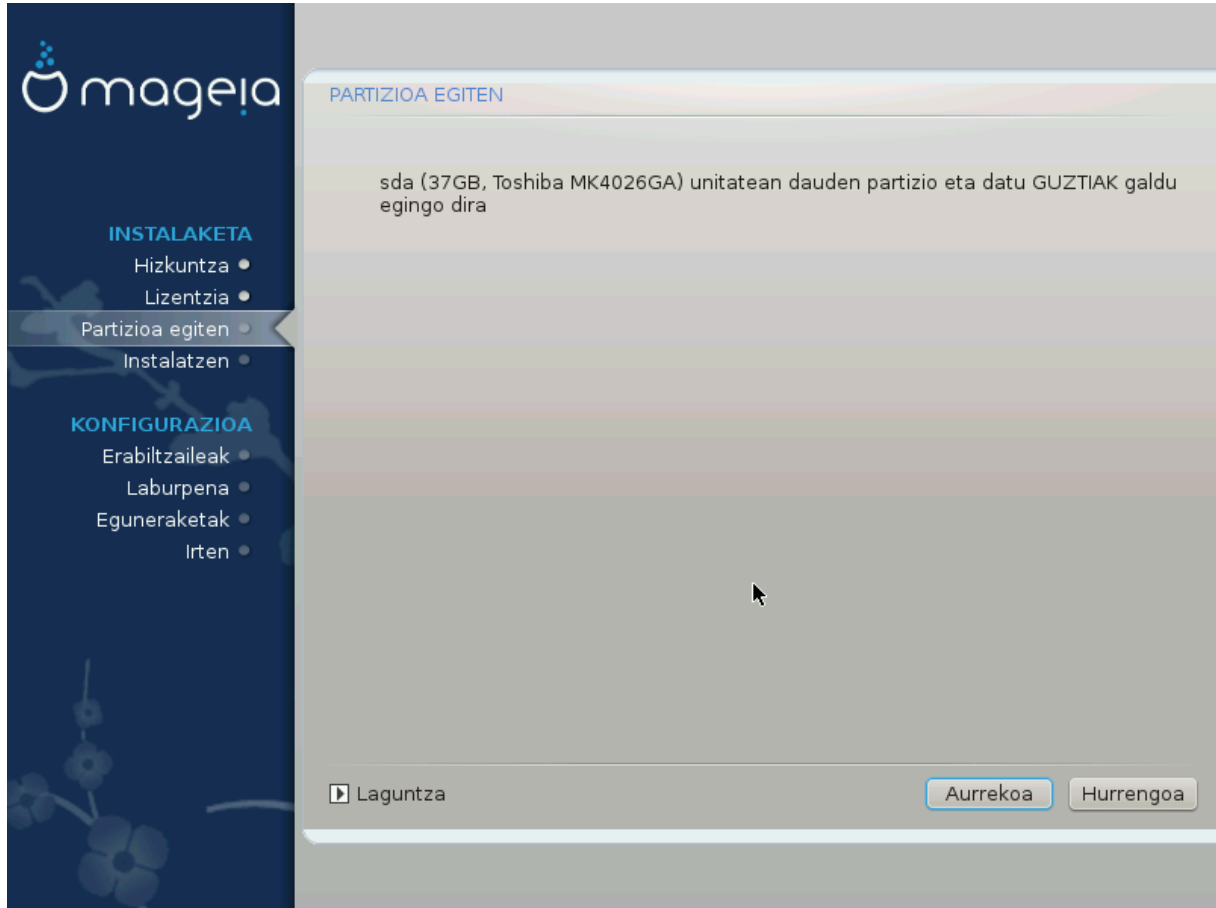 mageia
INSTALAKETA
Hizkuntza
Lizentzia
Partizioa egiten
Instalatzen
KONFIGURAZIOA
Erabiltzaileak
Laburpena
Eguneraketak
Irten
PARTIZIOA EGITEN
sda (37GB, Toshiba MK4026GA) unitatean dauden partizio eta datu GUZTIAK galdu
egingo dira
Laguntza
Aurrekoa
Hurrengoa